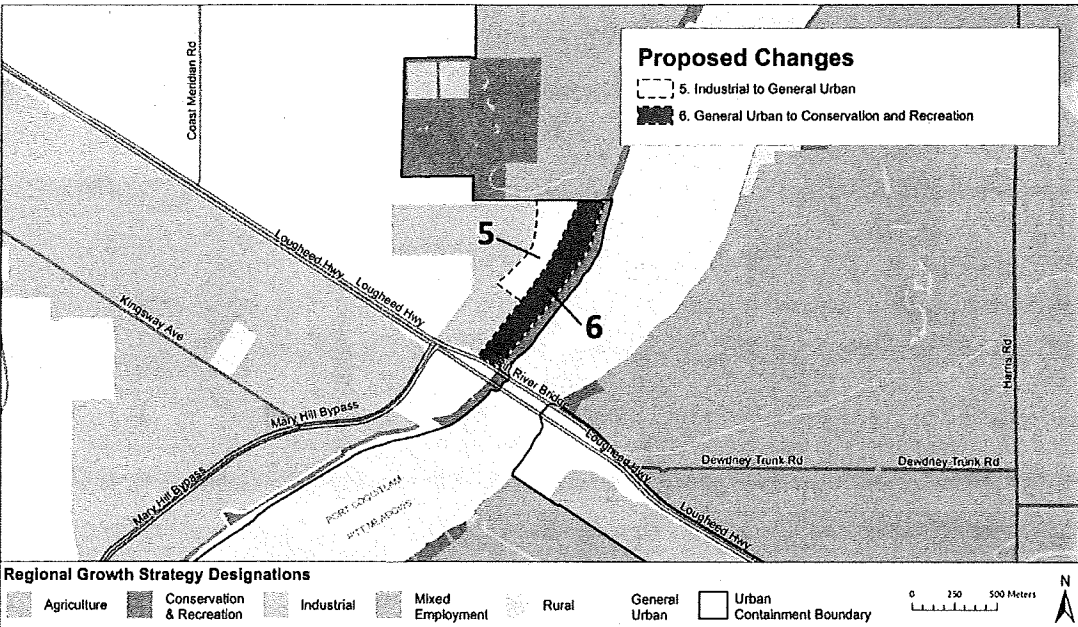 Proposed Changes
5. Industrial to General Urban
6. General Urban to Conservation and Recreation
Coast Meridian Rd
Lougheed Hwy
Lougheed Hwy
Kingsway Ave
5
6
River Bridge
Harris Rd
Mary Hill Bypass
Mary Hill Bypass
Lougheed Hwy
Dewdney Trunk Rd
Dewdney Trunk Rd
Lougheed Hwy
PORT COQUITLAM
PITT MEADOWS
Regional Growth Strategy Designations
Agriculture
Conservation
& Recreation
Industrial
Mixed
Employment
Rural
General
Urban
Urban
Containment Boundary
0 250 500 Meters
N